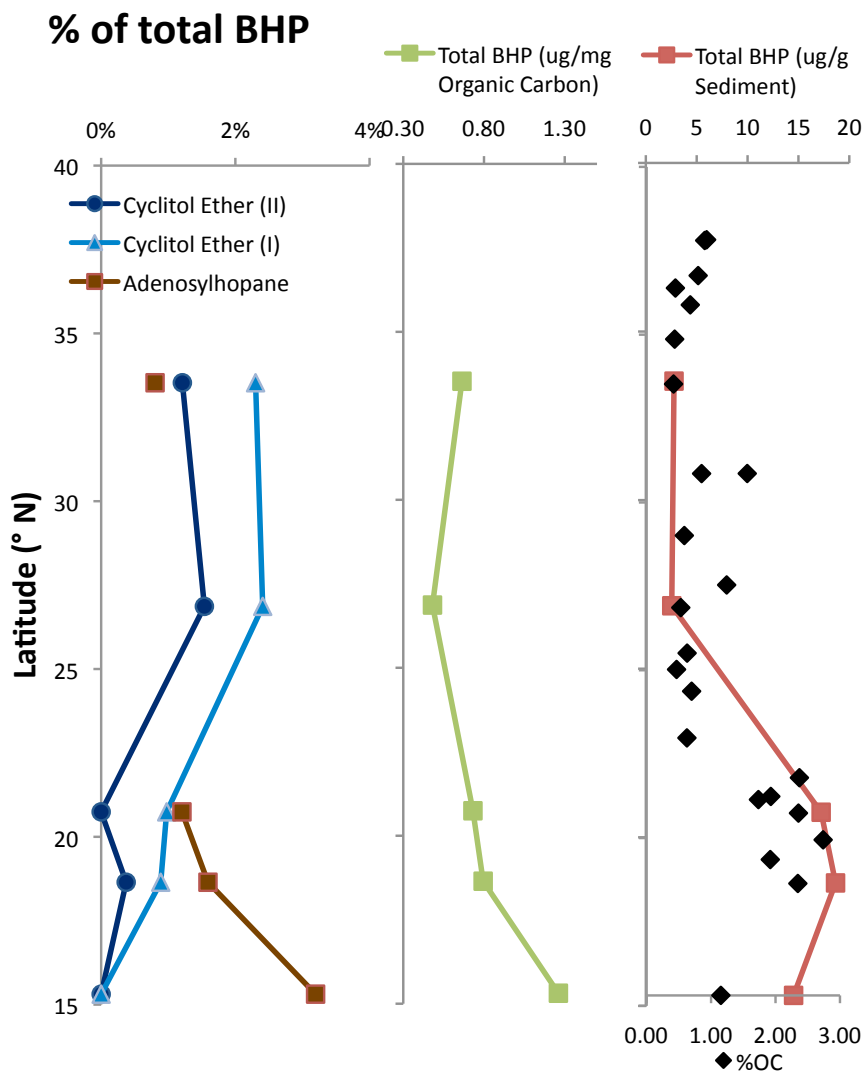 % of total BHP
Total BHP (ug/mg
Organic Carbon)
Total BHP (ug/g
Sediment)
0% 2% 4%
0.30 0.80 1.30
0 5 10 15 20
40
35
30
25
20
15
Latitude (° N)
Cyclitol Ether (II)
Cyclitol Ether (I)
Adenosylhopane
0.00 1.00 2.00 3.00
%OC